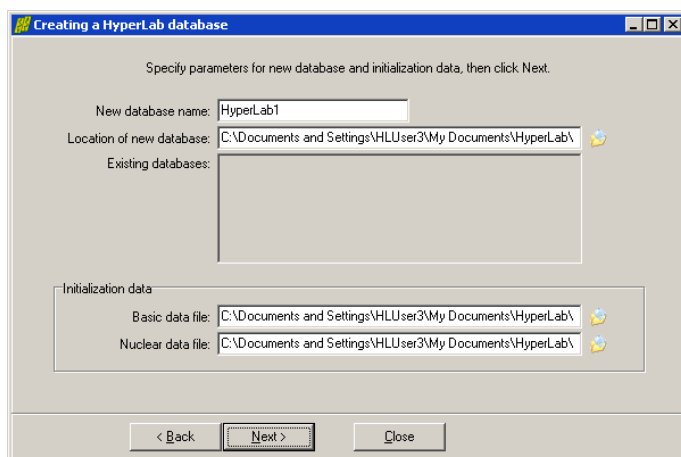 Creating a HyperLab database
Specify parameters for new database and initialization data, then click Next.
New database name: HyperLab1
Location of new database: C:\Documents and Settings\HLUser3\My Documents\HyperLab\
Existing databases:
Initialization data
Basic data file: C:\Documents and Settings\HLUser3\My Documents\HyperLab\
Nuclear data file: C:\Documents and Settings\HLUser3\My Documents\HyperLab\
< Back Next > Close